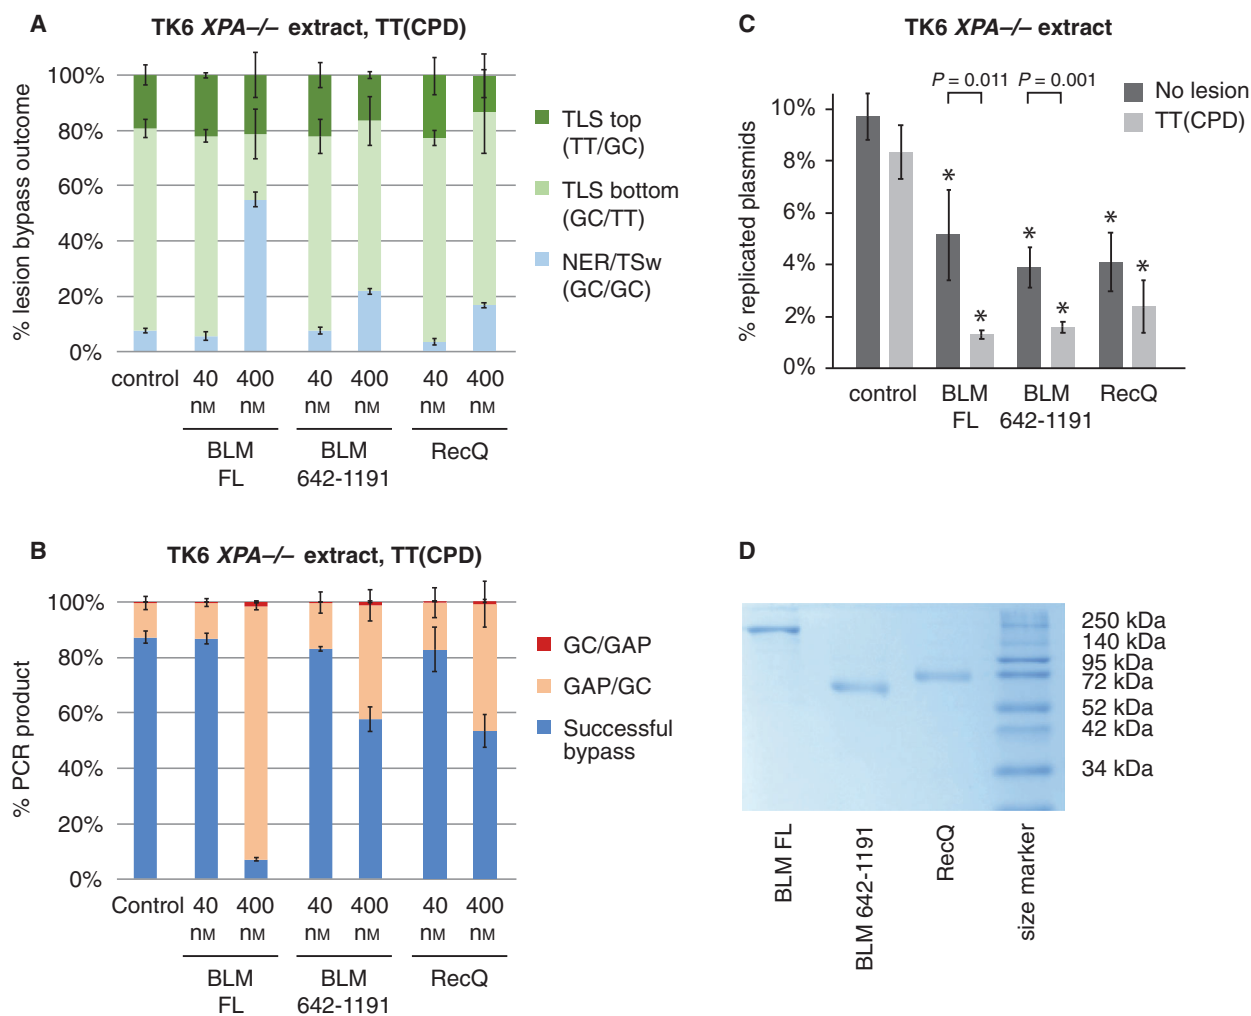 A
TK6 XPA–/– extract, TT(CPD)
% lesion bypass outcome
100%
80%
60%
40%
20%
0%
control
40 nM
400 nM
40 nM
400 nM
40 nM
400 nM
BLM FL
BLM 642-1191
RecQ
TLS top
(TT/GC)
TLS bottom
(GC/TT)
NER/TSw
(GC/GC)
B
TK6 XPA–/– extract, TT(CPD)
% PCR product
100%
80%
60%
40%
20%
0%
Control
40 nM
400 nM
40 nM
400 nM
40 nM
400 nM
BLM FL
BLM 642-1191
RecQ
GC/GAP
GAP/GC
Successful
bypass
C
TK6 XPA–/– extract
% replicated plasmids
10%
8%
6%
4%
2%
0%
P = 0.011
P = 0.001
No lesion
TT(CPD)
*
*
*
*
*
*
control
BLM FL
BLM 642-1191
RecQ
D
250 kDa
140 kDa
95 kDa
72 kDa
52 kDa
42 kDa
34 kDa
BLM FL
BLM 642-1191
RecQ
size marker